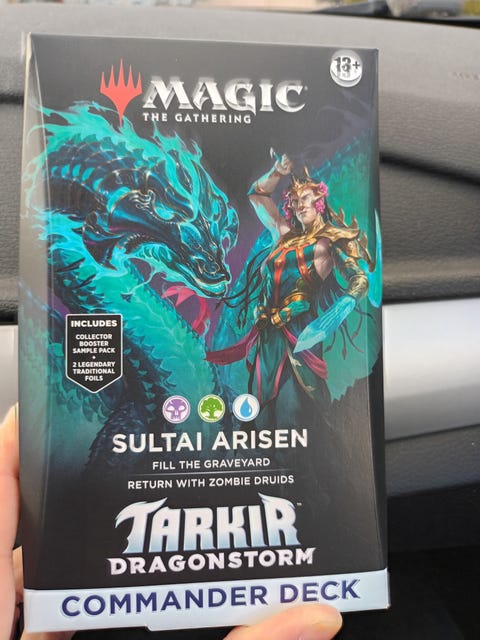 13+
MAGIC
THE GATHERING
INCLUDES
COLLECTOR
BOOSTER
SAMPLE PACK
+
2 LEGENDARY
TRADITIONAL
FOILS
SULTAI ARISEN
FILL THE GRAVEYARD
RETURN WITH ZOMBIE DRUIDS
TARKIR™
DRAGONSTORM
COMMANDER DECK